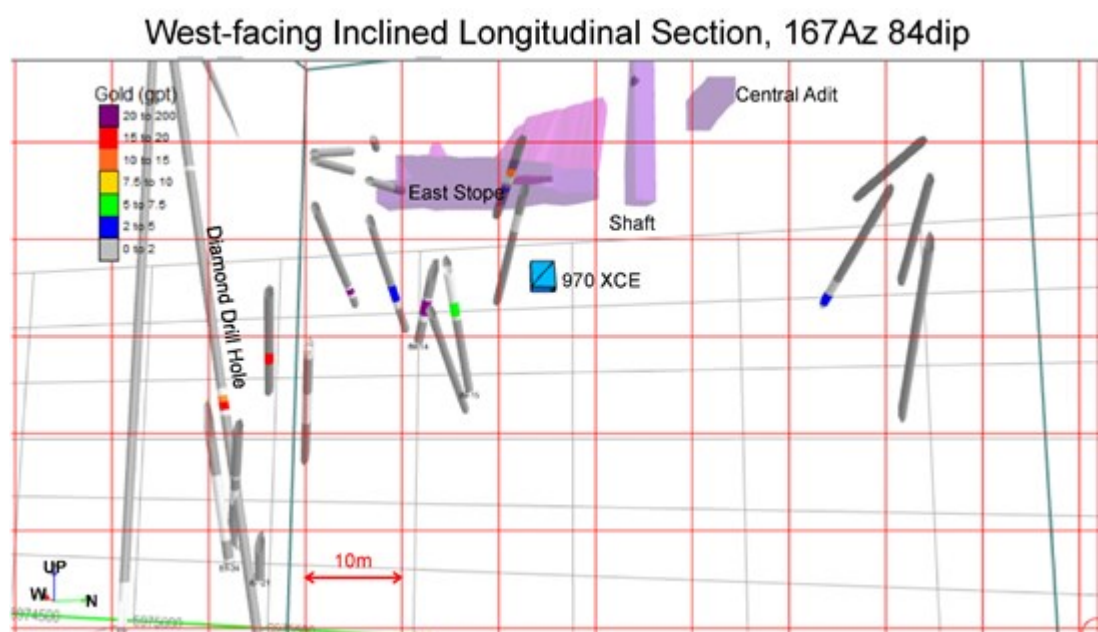 West-facing Inclined Longitudinal Section, 167Az 84dip
Gold (gpt)
20 to 200
15 to 20
10 to 15
7.5 to 10
5 to 7.5
2 to 5
0 to 2
Central Adit
East Stope
Shaft
Diamond Drill Hole
970 XCE
10m
UP
W
N